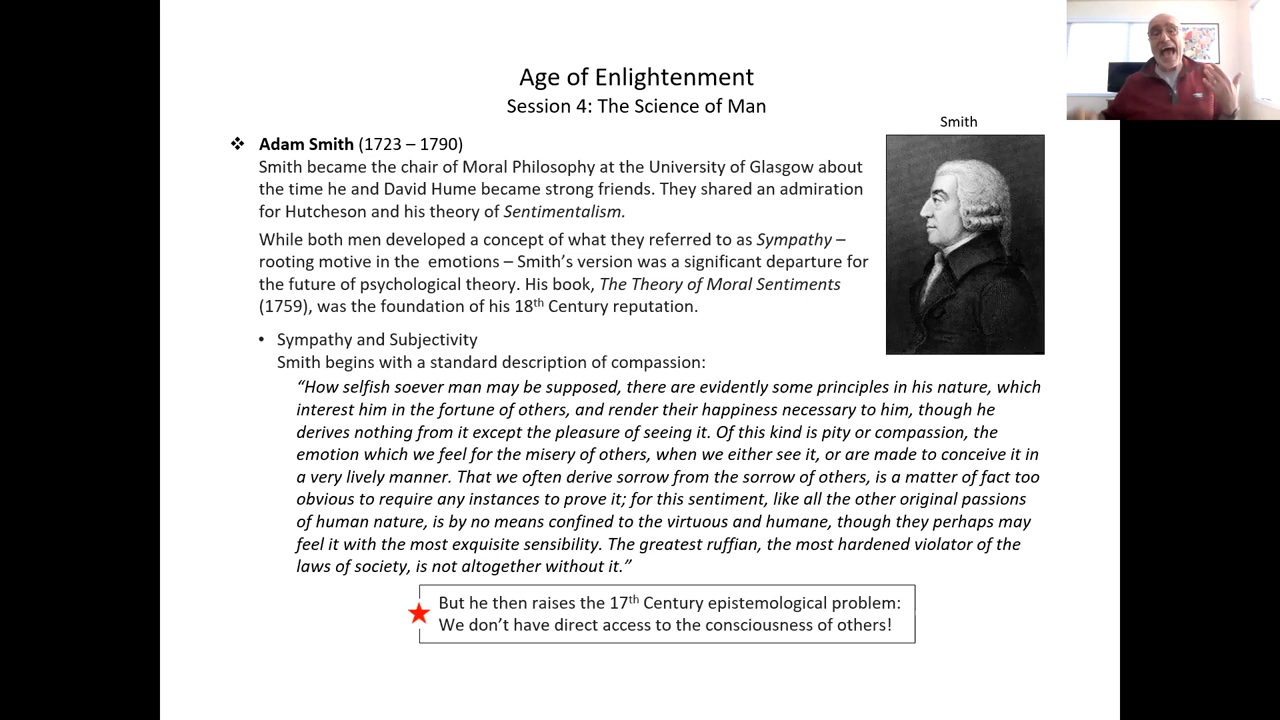 Age of Enlightenment
Session 4: The Science of Man
Smith
❖ Adam Smith (1723 – 1790)
Smith became the chair of Moral Philosophy at the University of Glasgow about
the time he and David Hume became strong friends. They shared an admiration
for Hutcheson and his theory of Sentimentalism.
While both men developed a concept of what they referred to as Sympathy –
rooting motive in the emotions – Smith’s version was a significant departure for
the future of psychological theory. His book, The Theory of Moral Sentiments
(1759), was the foundation of his 18th Century reputation.
• Sympathy and Subjectivity
Smith begins with a standard description of compassion:
“How selfish soever man may be supposed, there are evidently some principles in his nature, which
interest him in the fortune of others, and render their happiness necessary to him, though he
derives nothing from it except the pleasure of seeing it. Of this kind is pity or compassion, the
emotion which we feel for the misery of others, when we either see it, or are made to conceive it in
a very lively manner. That we often derive sorrow from the sorrow of others, is a matter of fact too
obvious to require any instances to prove it; for this sentiment, like all the other original passions
of human nature, is by no means confined to the virtuous and humane, though they perhaps may
feel it with the most exquisite sensibility. The greatest ruffian, the most hardened violator of the
laws of society, is not altogether without it.”
But he then raises the 17th Century epistemological problem:
We don’t have direct access to the consciousness of others!